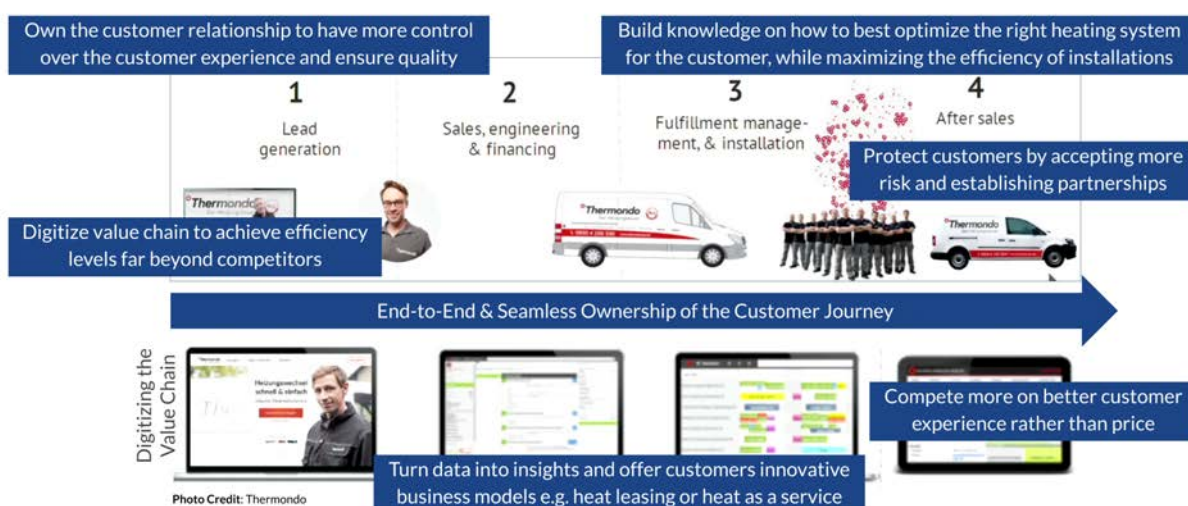 Own the customer relationship to have more control
over the customer experience and ensure quality
Build knowledge on how to best optimize the right heating system
for the customer, while maximizing the efficiency of installations
1
Lead
generation
2
Sales, engineering
& financing
3
Fulfillment manage-
ment, & installation
4
After sales
Protect customers by accepting more
risk and establishing partnerships
Thermondo
Thermondo
Thermondo
Digitize value chain to achieve efficiency
levels far beyond competitors
End-to-End & Seamless Ownership of the Customer Journey
Digitizing the
Value Chain
Thermondo
Heizungswechsel
schnell & einfach
Compete more on better customer
experience rather than price
Turn data into insights and offer customers innovative
business models e.g. heat leasing or heat as a service
Photo Credit: Thermondo